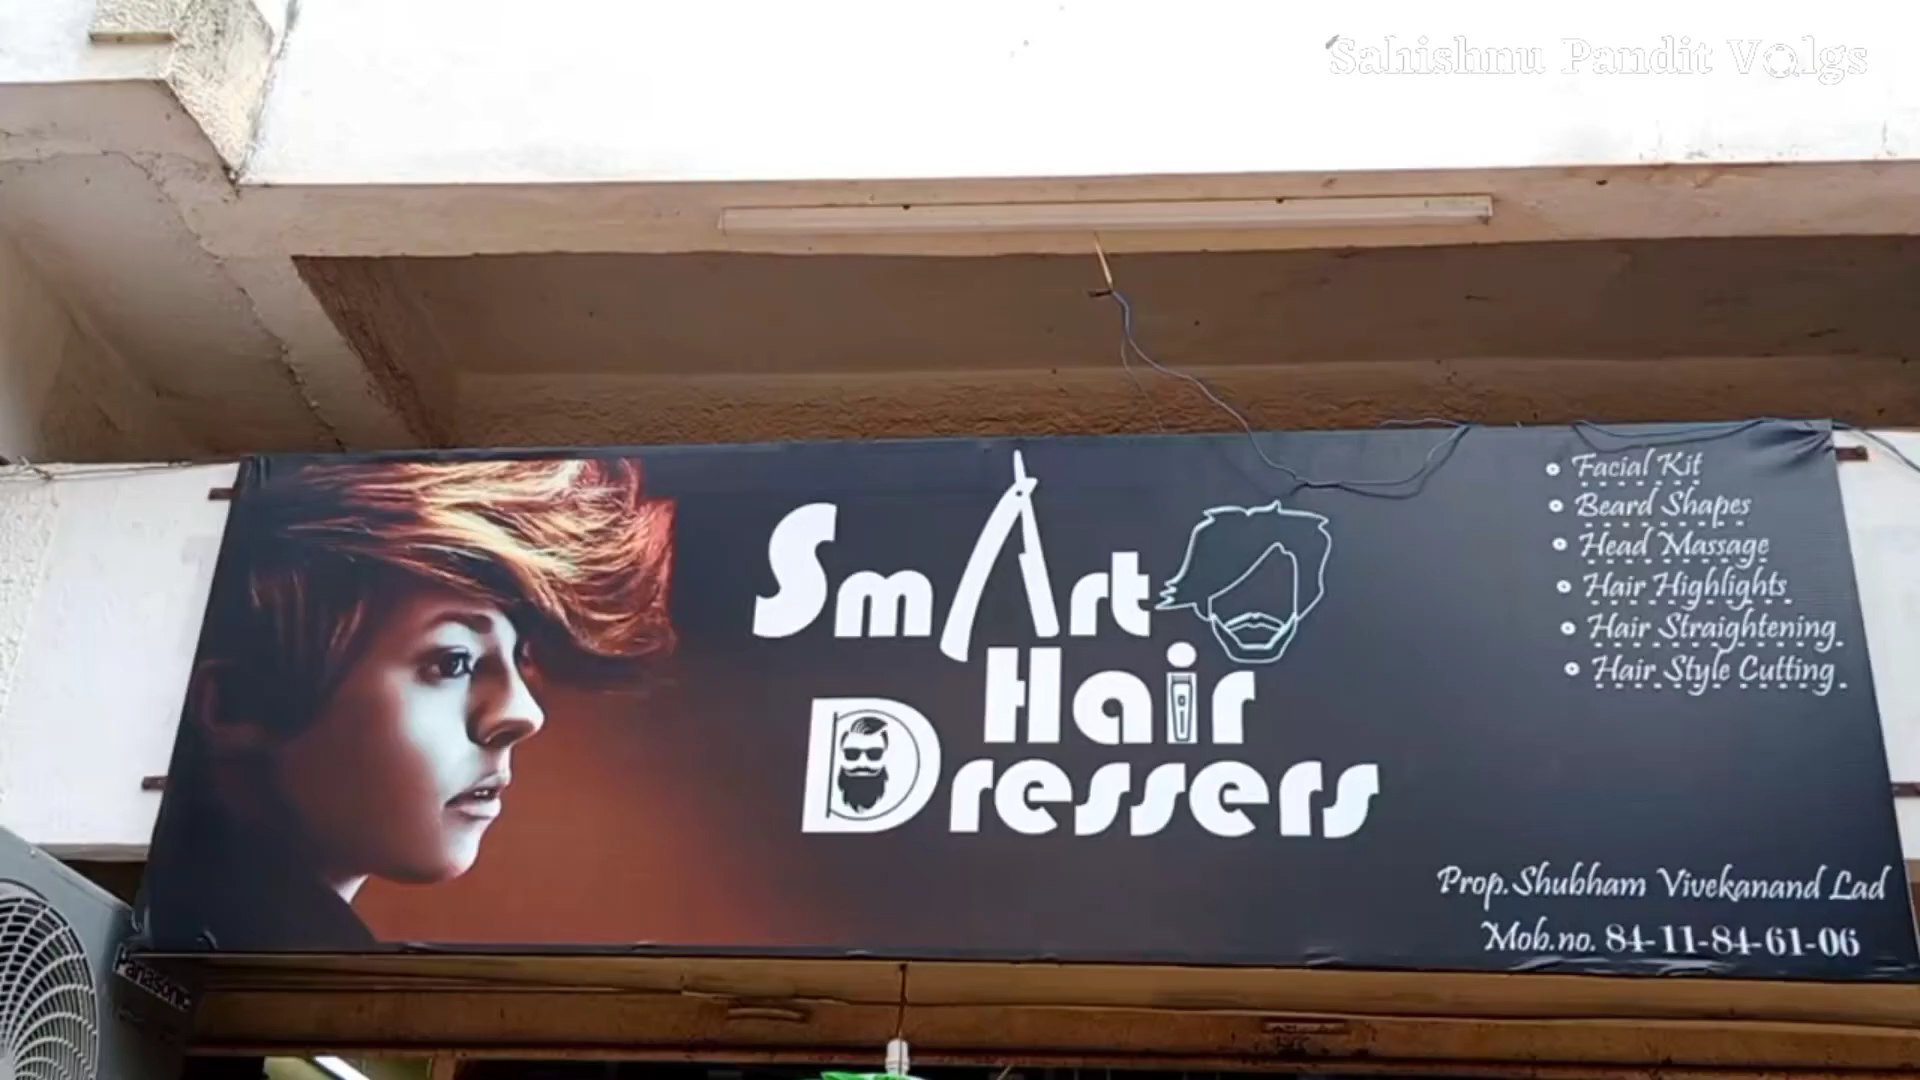 Sahishnu Pandit Volgs
Smart
Hair
Dressers
Facial Kit
Beard Shapes
Head Massage
Hair Highlights
Hair Straightening
Hair Style Cutting
Prop. Shubham Vivekanand Lad
Mob.no. 84-11-84-61-06
Panasonic